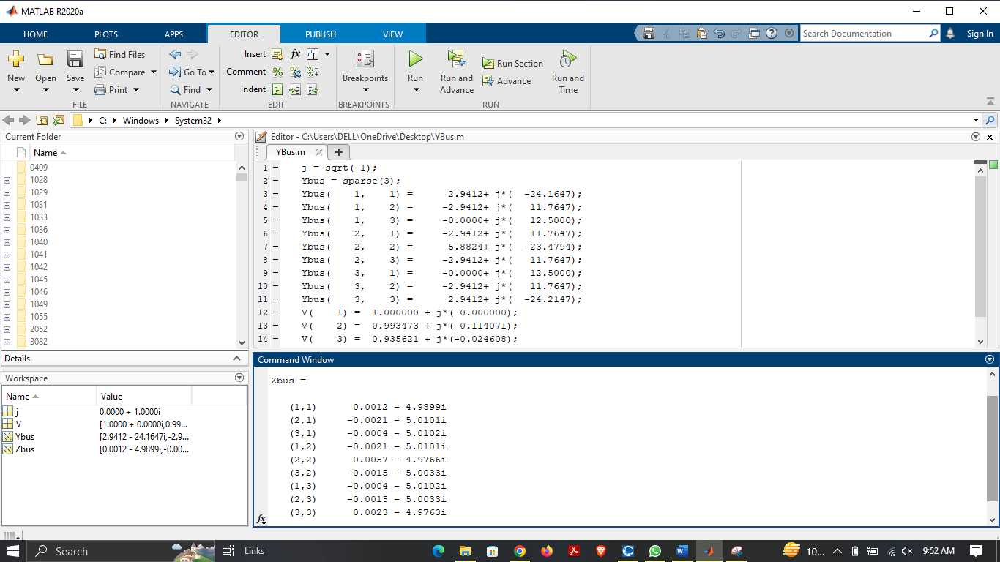 MATLAB R2020a
HOME PLOTS APPS EDITOR PUBLISH VIEW Search Documentation Sign In
New Open Save Find Files Compare Print
FILE
Go To Find
NAVIGATE
Insert fx
Comment
Indent
EDIT
Breakpoints
BREAKPOINTS
Run Run and Advance Run Section Advance Run and Time
RUN
C: Windows System32
Current Folder
Name
0409
1028
1029
1031
1033
1036
1040
1041
1042
1045
1046
1049
1055
2052
3082
Details
Workspace
Name Value
j 0.0000 + 1.0000i
V [1.0000 + 0.0000i,0.99...
Ybus [2.9412 - 24.1647i,-2.9...
Zbus [0.0012 - 4.9899i,-0.00...
Editor - C:\Users\DELL\OneDrive\Desktop\YBus.m
YBus.m
1 - j = sqrt(-1);
2 - Ybus = sparse(3);
3 - Ybus( 1, 1) = 2.9412+ j*( -24.1647);
4 - Ybus( 1, 2) = -2.9412+ j*( 11.7647);
5 - Ybus( 1, 3) = -0.0000+ j*( 12.5000);
6 - Ybus( 2, 1) = -2.9412+ j*( 11.7647);
7 - Ybus( 2, 2) = 5.8824+ j*( -23.4794);
8 - Ybus( 2, 3) = -2.9412+ j*( 11.7647);
9 - Ybus( 3, 1) = -0.0000+ j*( 12.5000);
10 - Ybus( 3, 2) = -2.9412+ j*( 11.7647);
11 - Ybus( 3, 3) = 2.9412+ j*( -24.2147);
12 - V( 1) = 1.000000 + j*( 0.000000);
13 - V( 2) = 0.993473 + j*( 0.114071);
14 - V( 3) = 0.935621 + j*(-0.024608);
Command Window
Zbus =
(1,1) 0.0012 - 4.9899i
(2,1) -0.0021 - 5.0101i
(3,1) -0.0004 - 5.0102i
(1,2) -0.0021 - 5.0101i
(2,2) 0.0057 - 4.9766i
(3,2) -0.0015 - 5.0033i
(1,3) -0.0004 - 5.0102i
(2,3) -0.0015 - 5.0033i
(3,3) 0.0023 - 4.9763i
fx
Search Links 10... 9:52 AM